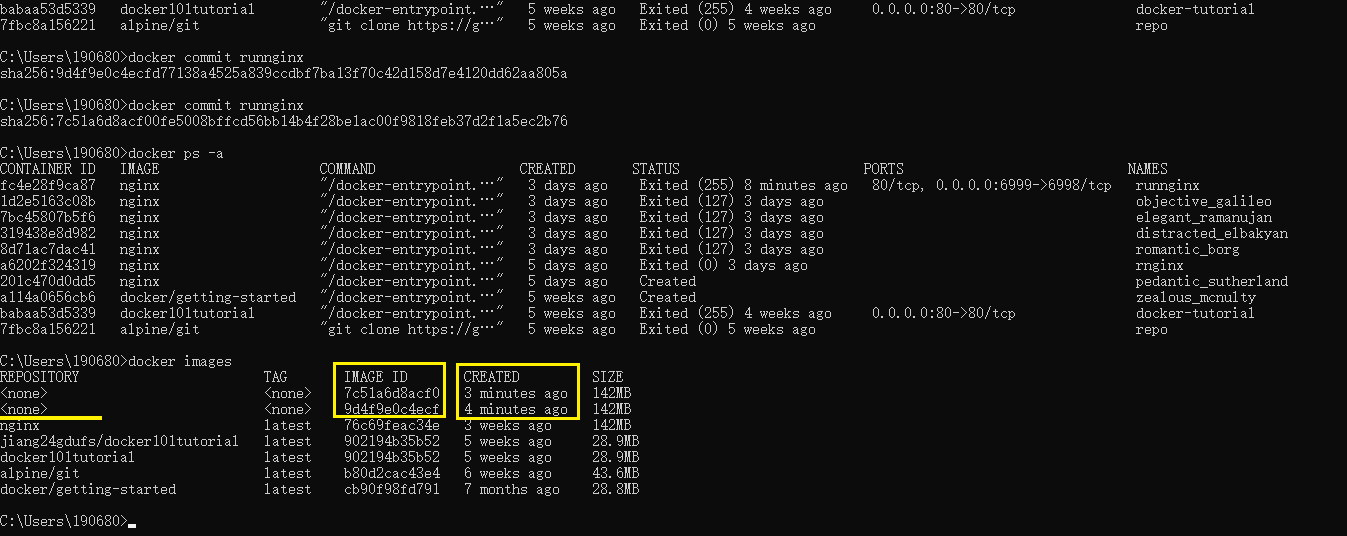 babaa53d5339   docker101tutorial        "/docker-entrypoint.…"   5 weeks ago   Exited (255) 4 weeks ago     0.0.0.0:80->80/tcp               docker-tutorial
7fbc8a156221   alpine/git               "git clone https://g…"   5 weeks ago   Exited (0) 5 weeks ago                                        repo
C:\Users\190680>docker commit runnginx
sha256:9d4f9e0c4ecfd77138a4525a839ccdbf7ba13f70c42d158d7e4120dd62aa805a
C:\Users\190680>docker commit runnginx
sha256:7c51a6d8acf00fe5008bffcd56bb14b4f28be1ac00f9818feb37d2f1a5ec2b76
C:\Users\190680>docker ps -a
CONTAINER ID   IMAGE                    COMMAND                  CREATED       STATUS                       PORTS                            NAMES
fc4e28f9ca87   nginx                    "/docker-entrypoint.…"   3 days ago    Exited (255) 8 minutes ago   80/tcp, 0.0.0.0:6999->6998/tcp   runnginx
1d2e5163c08b   nginx                    "/docker-entrypoint.…"   3 days ago    Exited (127) 3 days ago                                       objective_galileo
7bc45807b5f6   nginx                    "/docker-entrypoint.…"   3 days ago    Exited (127) 3 days ago                                       elegant_ramanujan
319438e8d982   nginx                    "/docker-entrypoint.…"   3 days ago    Exited (127) 3 days ago                                       distracted_elbakyan
8d71ac7dac41   nginx                    "/docker-entrypoint.…"   3 days ago    Exited (127) 3 days ago                                       romantic_borg
a6202f324319   nginx                    "/docker-entrypoint.…"   5 days ago    Exited (0) 3 days ago                                         rnginx
201c470d0dd5   nginx                    "/docker-entrypoint.…"   5 days ago    Created                                                       pedantic_sutherland
a114a0656cb6   docker/getting-started   "/docker-entrypoint.…"   5 weeks ago   Created                                                       zealous_mcnulty
babaa53d5339   docker101tutorial        "/docker-entrypoint.…"   5 weeks ago   Exited (255) 4 weeks ago     0.0.0.0:80->80/tcp               docker-tutorial
7fbc8a156221   alpine/git               "git clone https://g…"   5 weeks ago   Exited (0) 5 weeks ago                                        repo
C:\Users\190680>docker images
REPOSITORY                       TAG       IMAGE ID       CREATED         SIZE
<none>                           <none>    7c51a6d8acf0   3 minutes ago   142MB
<none>                           <none>    9d4f9e0c4ecf   4 minutes ago   142MB
nginx                            latest    76c69feac34e   3 weeks ago     142MB
jiang24gdufs/docker101tutorial   latest    902194b35b52   5 weeks ago     28.9MB
docker101tutorial                latest    902194b35b52   5 weeks ago     28.9MB
alpine/git                       latest    b80d2cac43e4   6 weeks ago     43.6MB
docker/getting-started           latest    cb90f98fd791   7 months ago    28.8MB
C:\Users\190680>